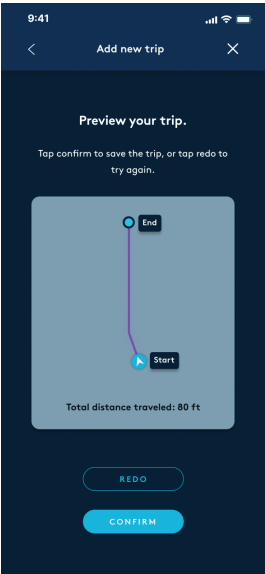 9:41
Add new trip
Preview your trip.
Tap confirm to save the trip, or tap redo to
try again.
End
Start
Total distance traveled: 80 ft
REDO
CONFIRM